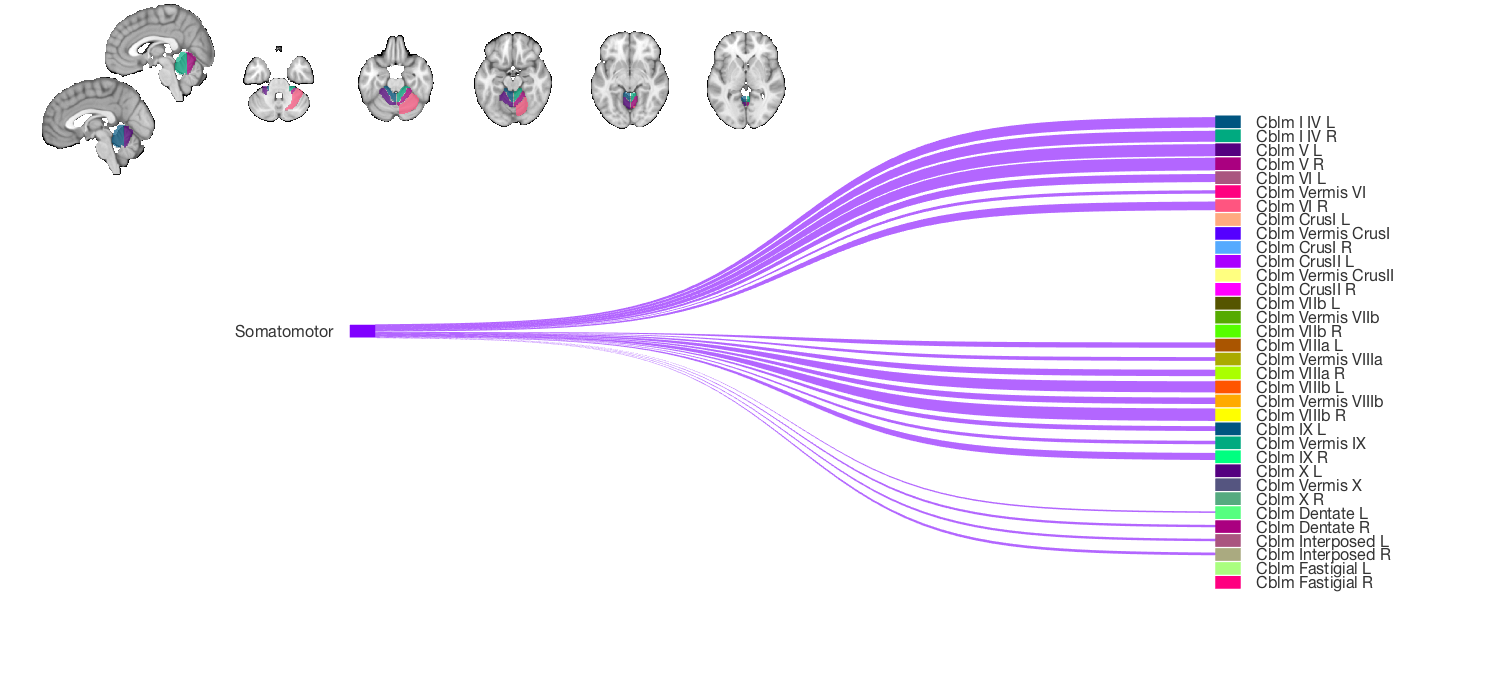 Somatomotor
Cblm I IV L
Cblm I IV R
Cblm V L
Cblm V R
Cblm VI L
Cblm Vermis VI
Cblm VI R
Cblm CrusI L
Cblm Vermis CrusI
Cblm CrusI R
Cblm CrusII L
Cblm Vermis CrusII
Cblm CrusII R
Cblm VIIb L
Cblm Vermis VIIb
Cblm VIIb R
Cblm VIIIa L
Cblm Vermis VIIIa
Cblm VIIIa R
Cblm VIIIb L
Cblm Vermis VIIIb
Cblm VIIIb R
Cblm IX L
Cblm Vermis IX
Cblm IX R
Cblm X L
Cblm Vermis X
Cblm X R
Cblm Dentate L
Cblm Dentate R
Cblm Interposed L
Cblm Interposed R
Cblm Fastigial L
Cblm Fastigial R